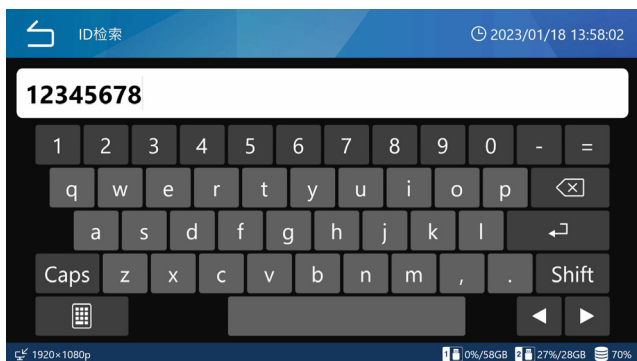 ID检索 2023/01/18 13:58:02
12345678
1 2 3 4 5 6 7 8 9 0 - =
q w e r t y u i o p
a s d f g h j k l
Caps z x c v b n m , . Shift
1920×1080p 1 0%/58GB 2 27%/28GB 70%